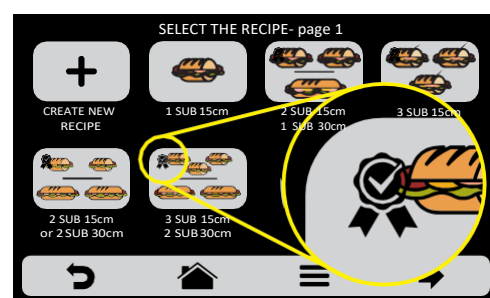 SELECT THE RECIPE- page 1
CREATE NEW
RECIPE
1 SUB 15cm
2 SUB 15cm
1 SUB 30cm
3 SUB 15cm
2 SUB 15cm
or 2 SUB 30cm
3 SUB 15cm
2 SUB 30cm